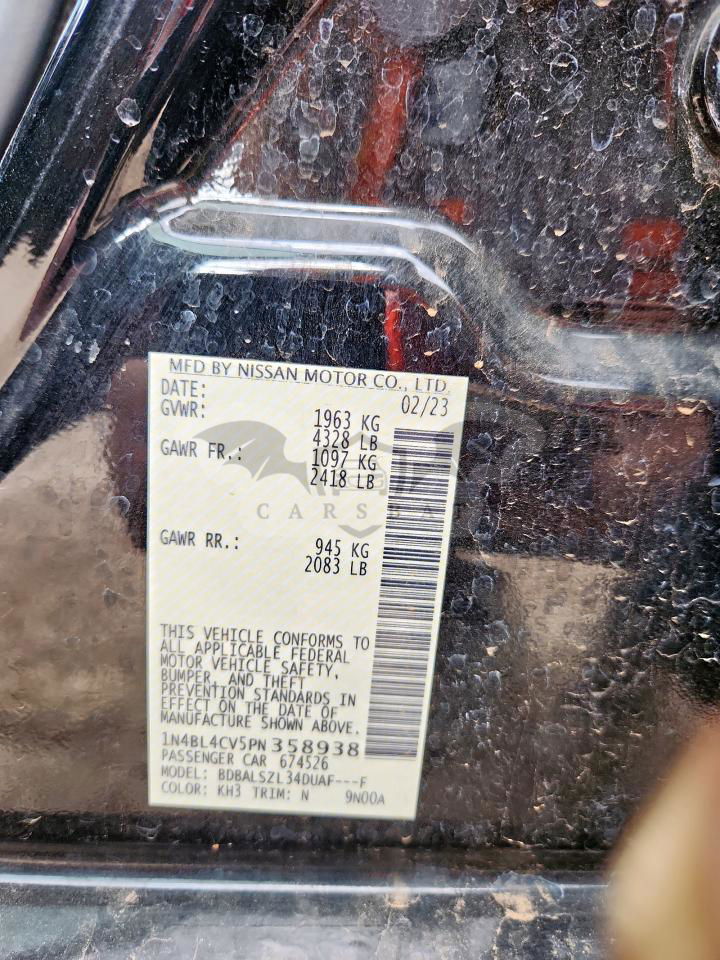 MFD BY NISSAN MOTOR CO., LTD.
DATE: 02/23
GVWR: 1963 KG
4328 LB
GAWR FR.: 1097 KG
2418 LB
CARSBAT
GAWR RR.: 945 KG
2083 LB
THIS VEHICLE CONFORMS TO
ALL APPLICABLE FEDERAL
MOTOR VEHICLE SAFETY,
BUMPER, AND THEFT
PREVENTION STANDARDS IN
EFFECT ON THE DATE OF
MANUFACTURE SHOWN ABOVE.
1N4BL4CV5PN358938
PASSENGER CAR 674526
MODEL: BDBALSZL34DUAF---F
COLOR: KH3 TRIM: N 9N00A